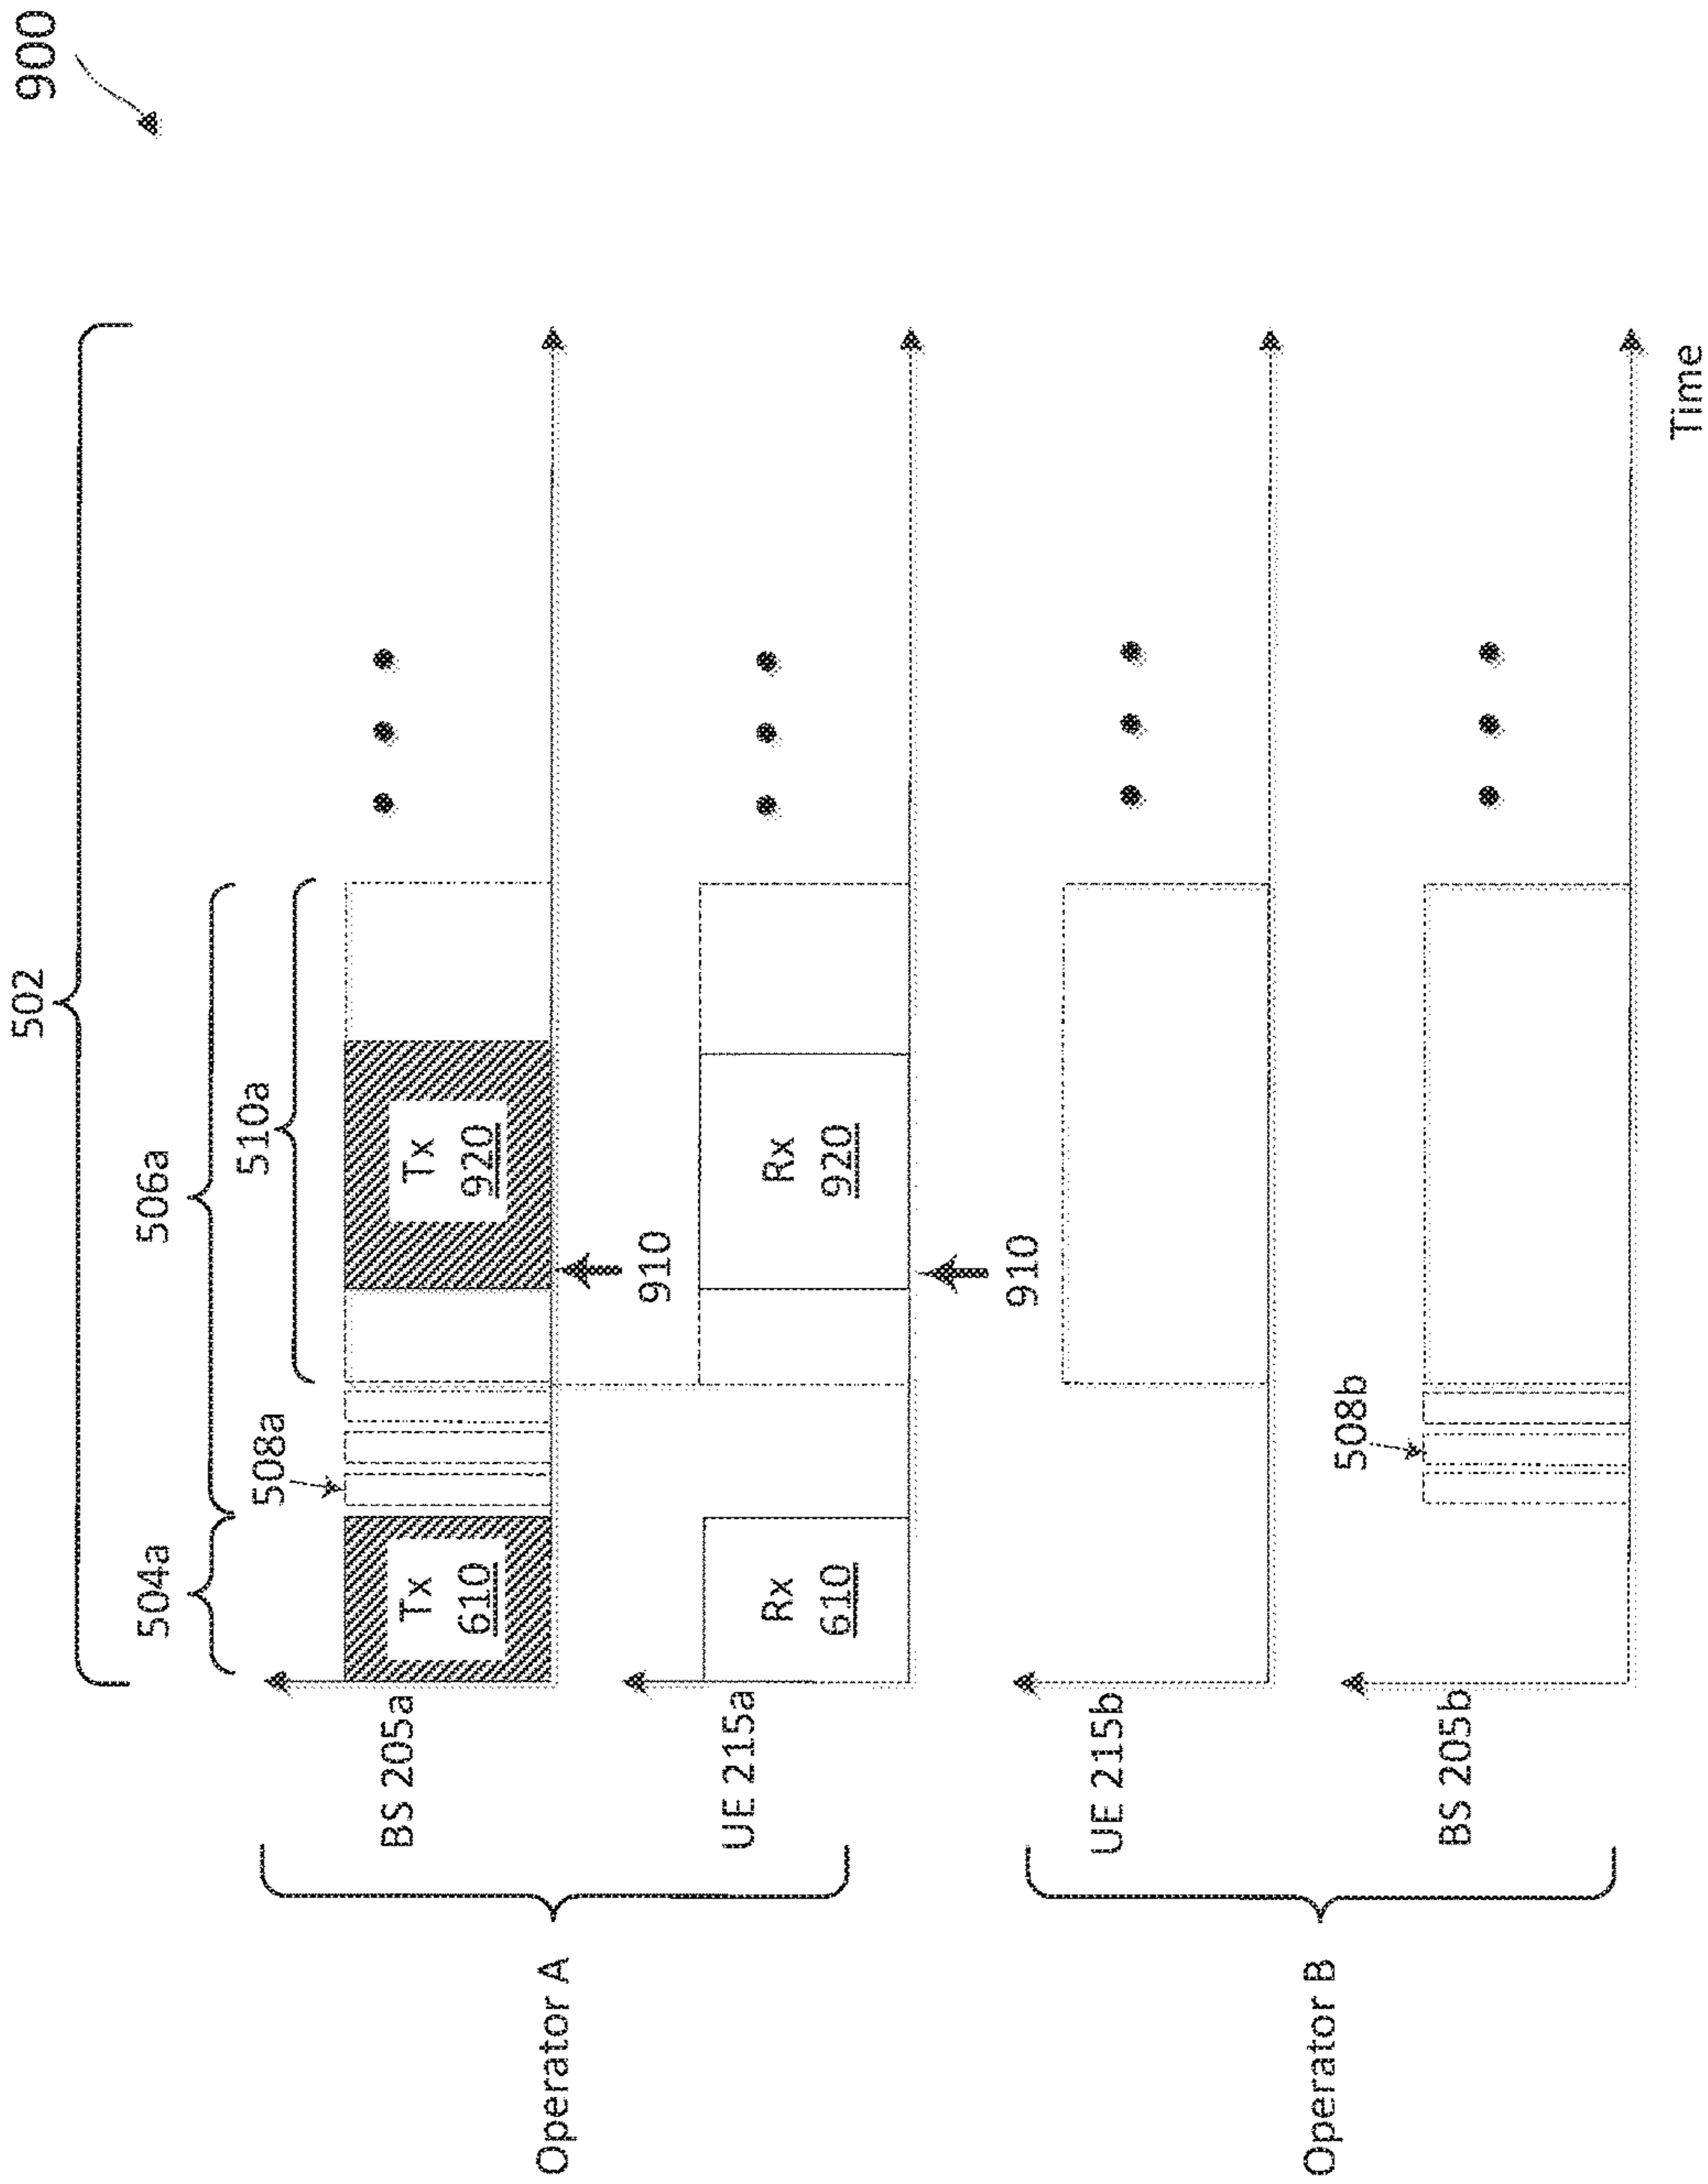 900
502
504a
506a
510a
508a
Operator A
BS 205a
Tx
610
Tx
920
910
UE 215a
Rx
610
Rx
920
910
Operator B
UE 215b
508b
BS 205b
Time